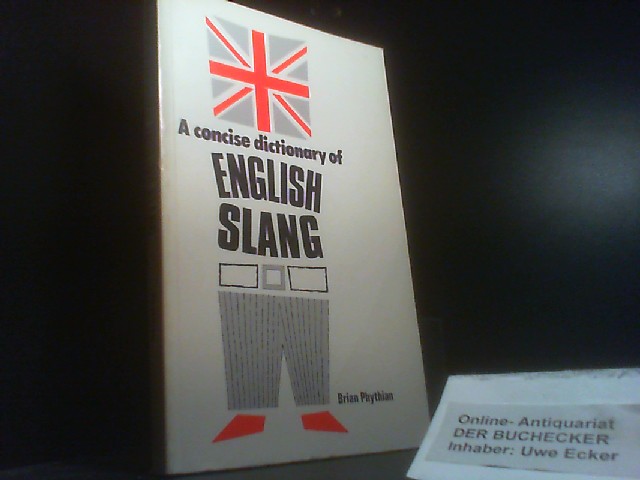 A concise dictionary of
ENGLISH
SLANG
Brian Phythian
Online-Antiquariat
DER BUCHECKER
Inhaber: Uwe Ecker